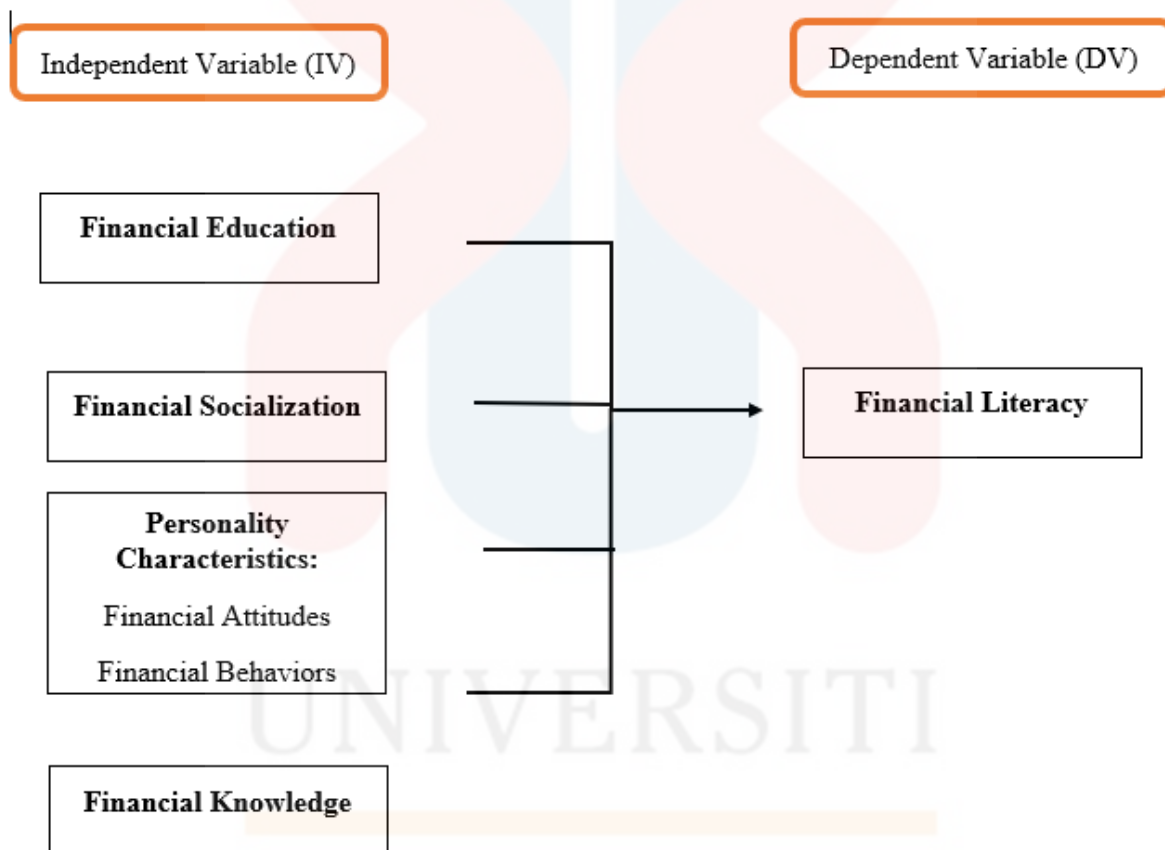 Independent Variable (IV)
Dependent Variable (DV)
Financial Education
Financial Socialization
Financial Literacy
Personality
Characteristics:
Financial Attitudes
Financial Behaviors
UNIVERSITI
Financial Knowledge